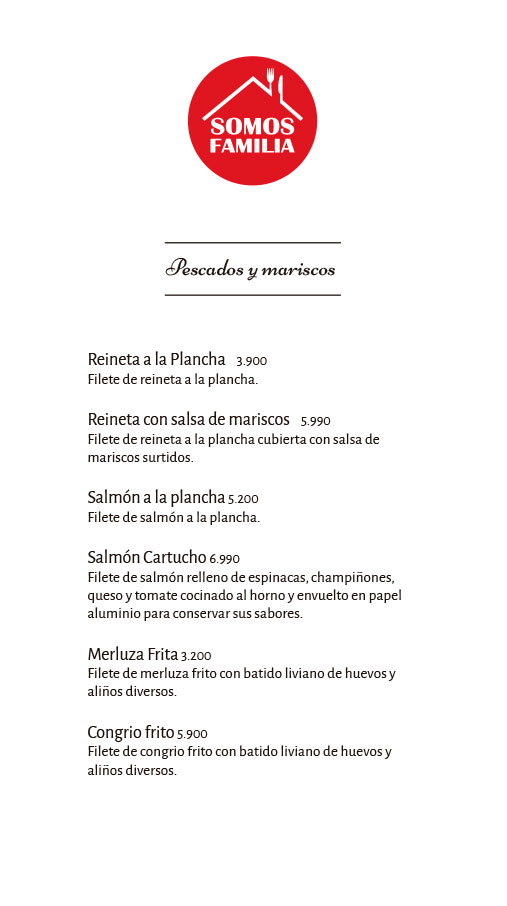 SOMOS
FAMILIA
Pescados y mariscos
Reineta a la Plancha 3.900
Filete de reineta a la plancha.
Reineta con salsa de mariscos 5.990
Filete de reineta a la plancha cubierta con salsa de
mariscos surtidos.
Salmón a la plancha 5.200
Filete de salmón a la plancha.
Salmón Cartucho 6.990
Filete de salmón relleno de espinacas, champiñones,
queso y tomate cocinado al horno y envuelto en papel
aluminio para conservar sus sabores.
Merluza Frita 3.200
Filete de merluza frito con batido liviano de huevos y
aliños diversos.
Congrio frito 5.900
Filete de congrio frito con batido liviano de huevos y
aliños diversos.